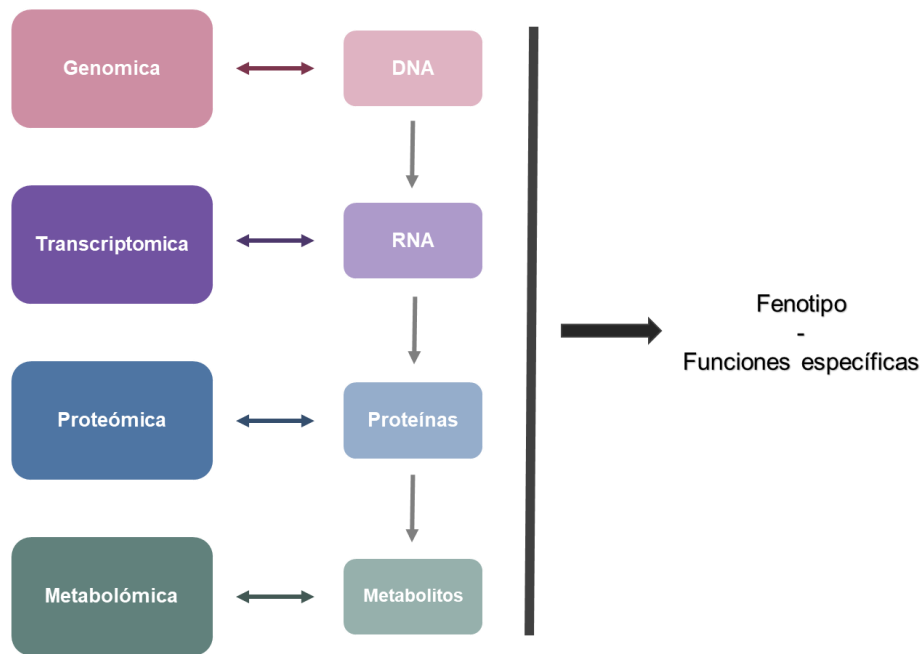 Genomica
DNA
Transcriptomica
RNA
Proteómica
Proteínas
Metabolómica
Metabolitos
Fenotipo
-
Funciones específicas